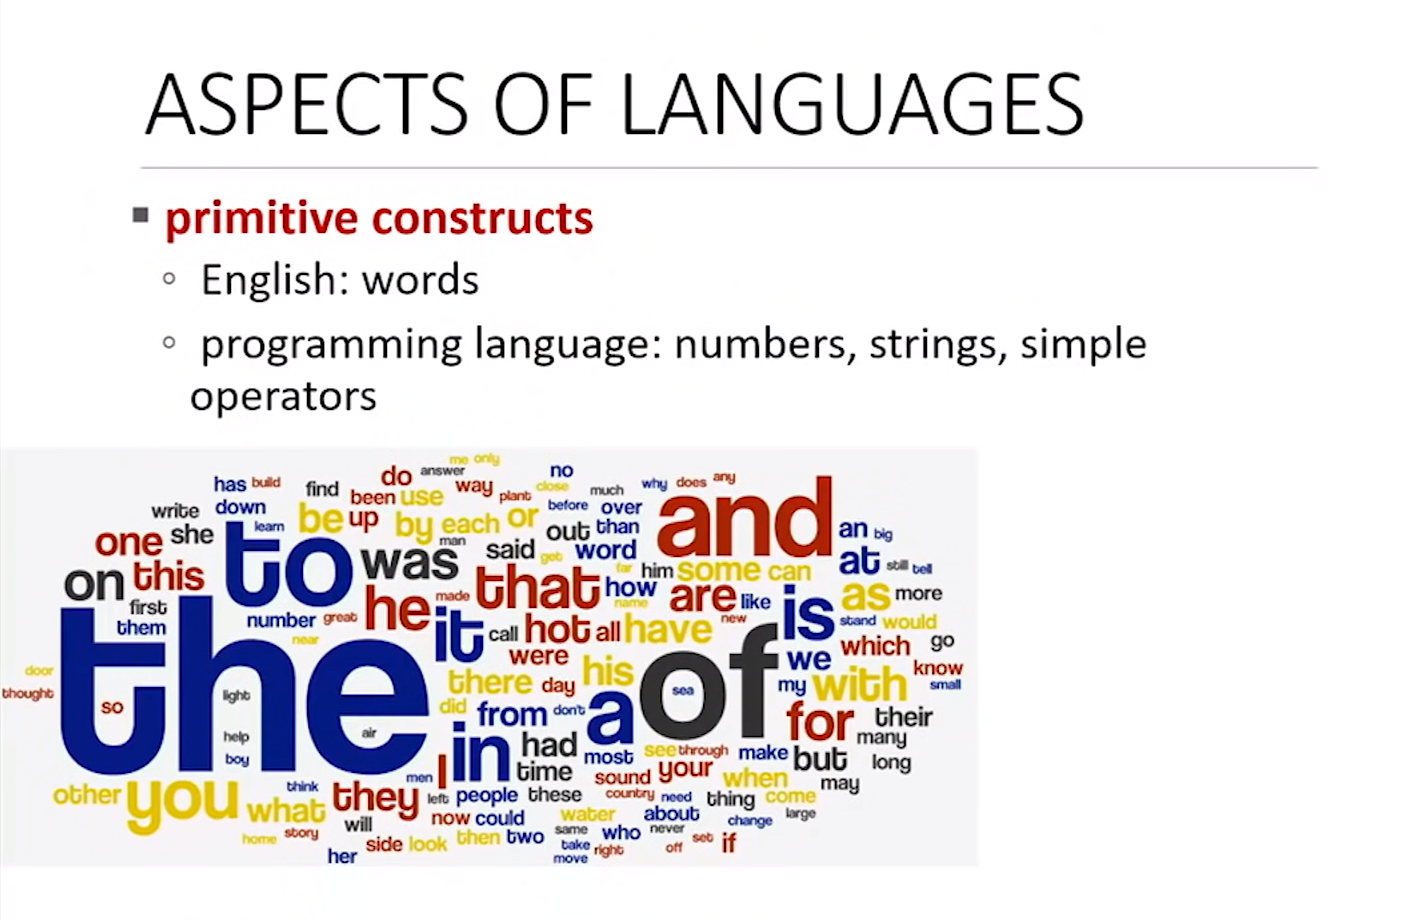 ASPECTS OF LANGUAGES
▪ primitive constructs
◦ English: words
◦ programming language: numbers, strings, simple
operators
me only
has build find do answer way plant close no much why does any
write down been use before over
she learn be up by each or out than and an big
one man said get word at still tell
on this to was far him some can
first he made that how name are like is as more
them number great it call hot all have new stand would
near were which go
the his of we know
door there day sea my with small
thought so light did from don't a for their
help air in had most see through make but many
boy men I time sound your when long
think may
other you what they left people these country need thing come
will now could water about change large
home story side look then two same who never set if
her take right off
move